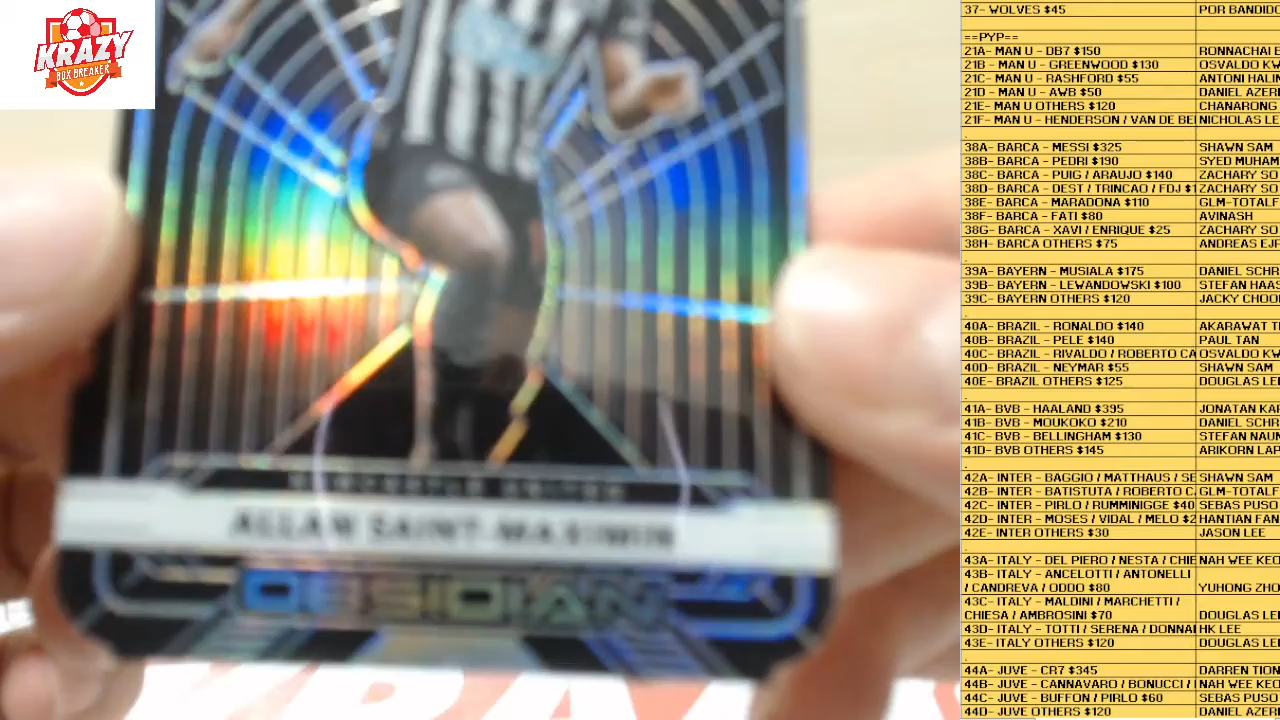 KRAZY
BOX BREAKER
NEWCASTLE UNITED
ALLAN SAINT-MAXIMIN
OBSIDIAN
37- WOLVES $45 POR BANDIDO
==PYP==
21A- MAN U - DB7 $150 RONNACHAI
21B - MAN U - GREENWOOD $130 OSVALDO KW
21C- MAN U - RASHFORD $55 ANTONI HALIN
21D - MAN U - AWB $50 DANIEL AZER
21E- MAN U OTHERS $120 CHANARONG
21F- MAN U - HENDERSON / VAN DE BE NICHOLAS LE
.
38A- BARCA - MESSI $325 SHAWN SAM
38B- BARCA - PEDRI $190 SYED MUHAM
38C- BARCA - PUIG / ARAUJO $140 ZACHARY SO
38D- BARCA - DEST / TRINCAO / FDJ $1 ZACHARY SO
38E- BARCA - MARADONA $110 GLM-TOTALF
38F- BARCA - FATI $80 AVINASH
38G- BARCA - XAVI / ENRIQUE $25 ZACHARY SO
38H- BARCA OTHERS $75 ANDREAS EJF
.
39A- BAYERN - MUSIALA $175 DANIEL SCHR
39B- BAYERN - LEWANDOWSKI $100 STEFAN HAAS
39C- BAYERN OTHERS $120 JACKY CHOO
.
40A- BRAZIL - RONALDO $140 AKARAWAT T
40B- BRAZIL - PELE $140 PAUL TAN
40C- BRAZIL - RIVALDO / ROBERTO CA OSVALDO KW
40D- BRAZIL - NEYMAR $55 SHAWN SAM
40E- BRAZIL OTHERS $125 DOUGLAS LE
.
41A- BVB - HAALAND $395 JONATAN KAR
41B- BVB - MOUKOKO $210 DANIEL SCHR
41C- BVB - BELLINGHAM $130 STEFAN NAUN
41D- BVB OTHERS $145 ARIKORN LAP
.
42A- INTER - BAGGIO / MATTHAUS / SE SHAWN SAM
42B- INTER - BATISTUTA / ROBERTO C. GLM-TOTALF
42C- INTER - PIRLO / RUMMINIGGE $40 SEBAS PUSO
42D- INTER - MOSES / VIDAL / MELO $2 HANTIAN FAN
42E- INTER OTHERS $30 JASON LEE
.
43A- ITALY - DEL PIERO / NESTA / CHIE NAH WEE KEO
43B- ITALY - ANCELOTTI / ANTONELLI
/ CANDREVA / ODDO $80 YUHONG ZHO
43C- ITALY - MALDINI / MARCHETTI /
CHIESA / AMBROSINI $70 DOUGLAS LE
43D- ITALY - TOTTI / SERENA / DONNA HK LEE
43E- ITALY OTHERS $120 DOUGLAS LE
.
44A- JUVE - CR7 $345 DARREN TION
44B- JUVE - CANNAVARO / BONUCCI / NAH WEE KEO
44C- JUVE - BUFFON / PIRLO $60 SEBAS PUSO
44D- JUVE OTHERS $120 DANIEL AZER